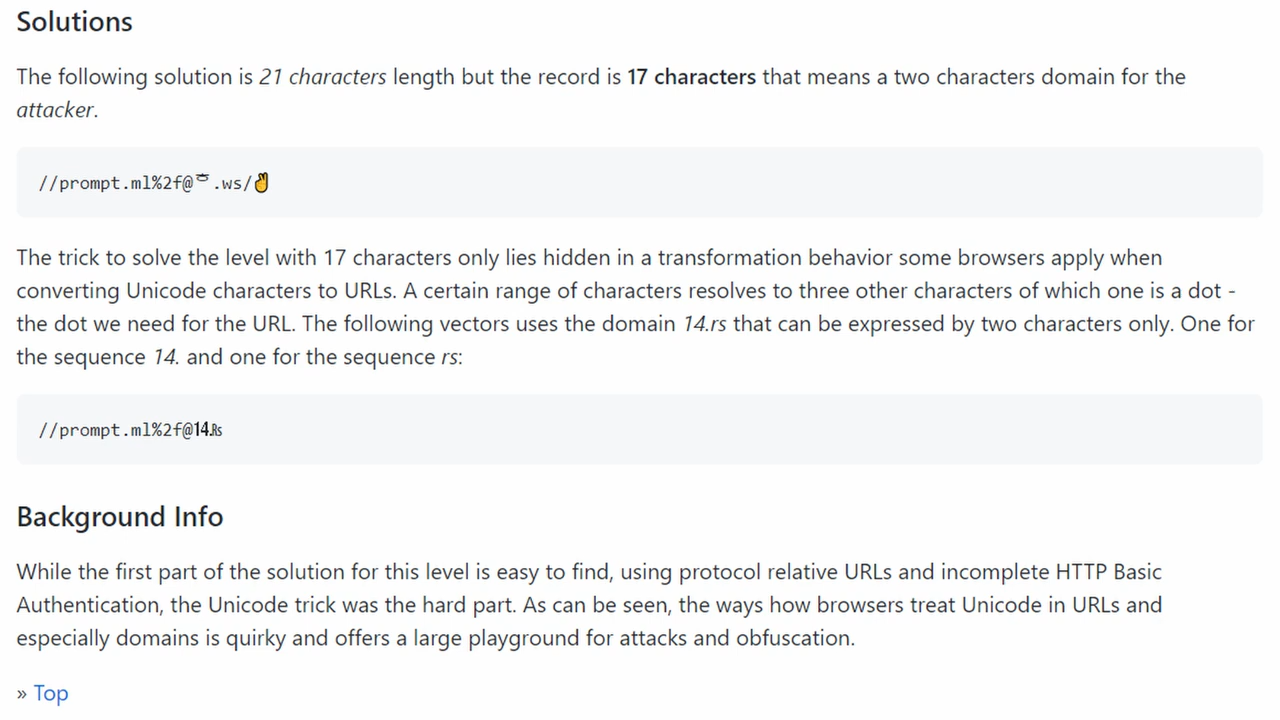 Solutions
The following solution is 21 characters length but the record is 17 characters that means a two characters domain for the
attacker.
//prompt.ml%2f@ᄒ.ws/✌
The trick to solve the level with 17 characters only lies hidden in a transformation behavior some browsers apply when
converting Unicode characters to URLs. A certain range of characters resolves to three other characters of which one is a dot -
the dot we need for the URL. The following vectors uses the domain 14.rs that can be expressed by two characters only. One for
the sequence 14. and one for the sequence rs:
//prompt.ml%2f@⒕₨
Background Info
While the first part of the solution for this level is easy to find, using protocol relative URLs and incomplete HTTP Basic
Authentication, the Unicode trick was the hard part. As can be seen, the ways how browsers treat Unicode in URLs and
especially domains is quirky and offers a large playground for attacks and obfuscation.
» Top